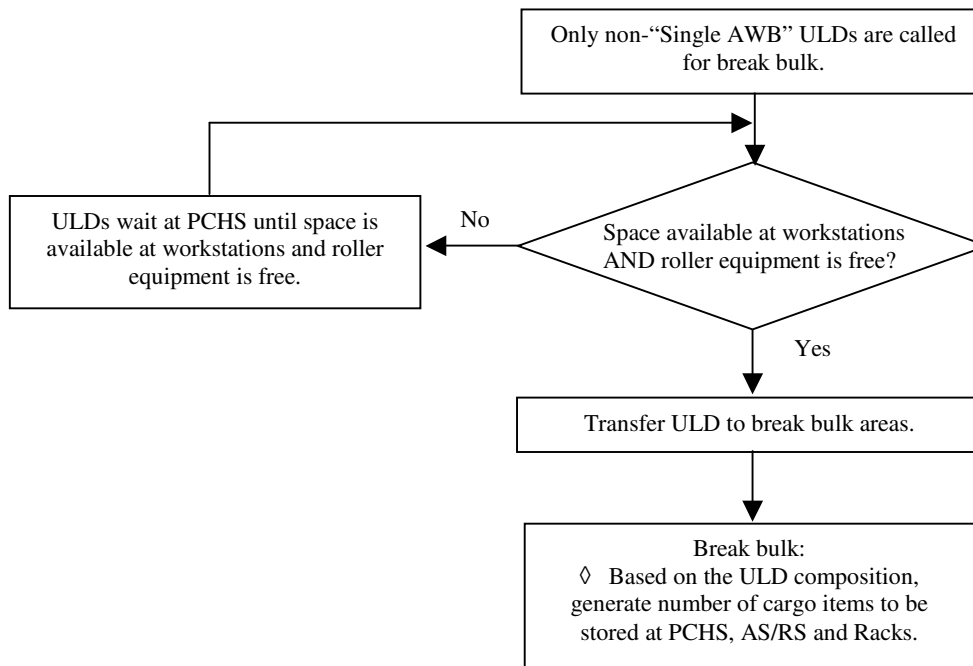 Only non-“Single AWB” ULDs are called
for break bulk.
ULDs wait at PCHS until space is
available at workstations and roller
equipment is free.
No
Space available at workstations
AND roller equipment is free?
Yes
Transfer ULD to break bulk areas.
Break bulk:
◊ Based on the ULD composition,
generate number of cargo items to be
stored at PCHS, AS/RS and Racks.